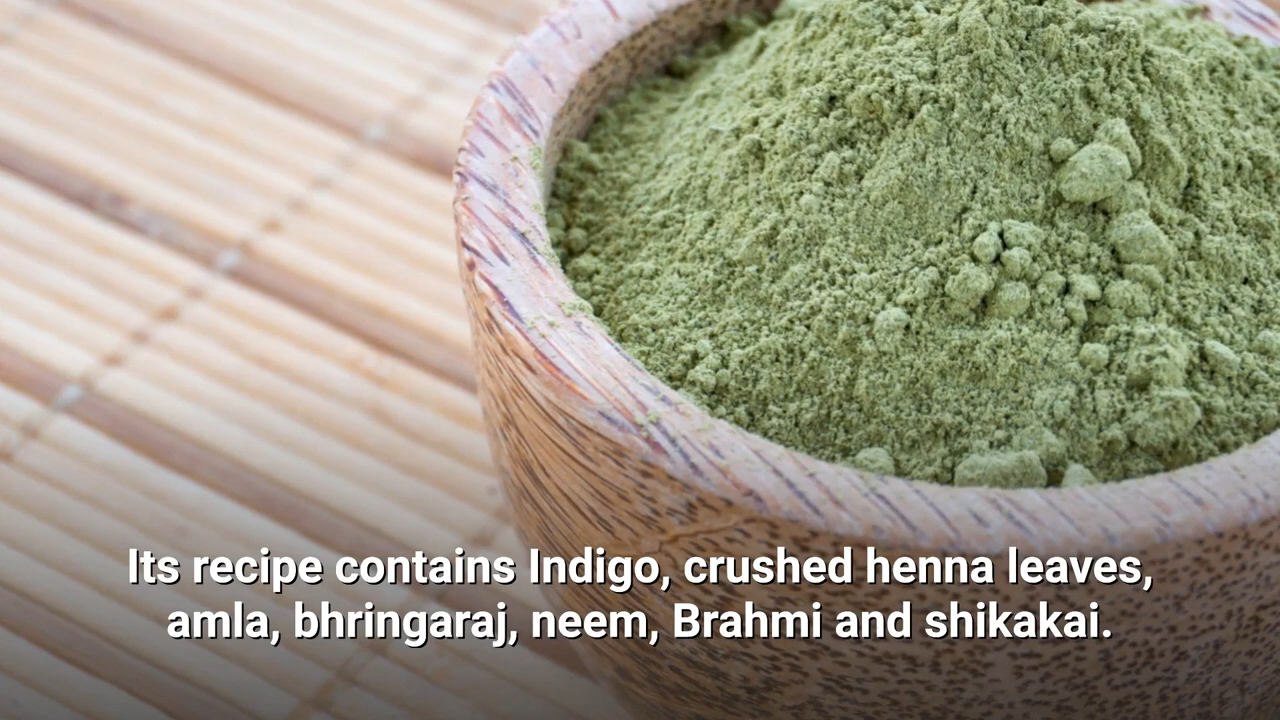 Its recipe contains Indigo, crushed henna leaves,
amla, bhringaraj, neem, Brahmi and shikakai.